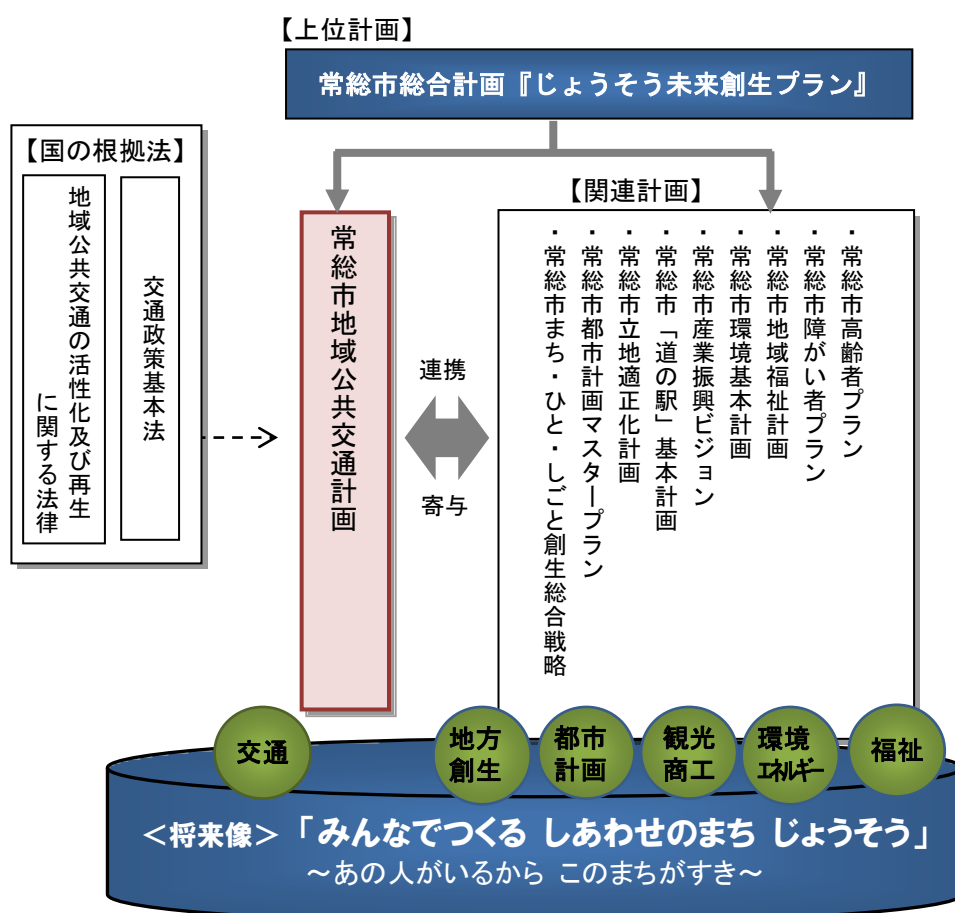 【上位計画】
常総市総合計画『じょうそう未来創生プラン』
【国の根拠法】
交通政策基本法
地域公共交通の活性化及び再生
に関する法律
常総市地域公共交通計画
連携
寄与
【関連計画】
・常総市高齢者プラン
・常総市障がい者プラン
・常総市地域福祉計画
・常総市環境基本計画
・常総市産業振興ビジョン
・常総市「道の駅」基本計画
・常総市立地適正化計画
・常総市都市計画マスタープラン
・常総市まち・ひと・しごと創生総合戦略
交通
地方
創生
都市
計画
観光
商工
環境
エネルギー
福祉
＜将来像＞「みんなでつくる しあわせのまち じょうそう」
～あの人がいるから このまちがすき～